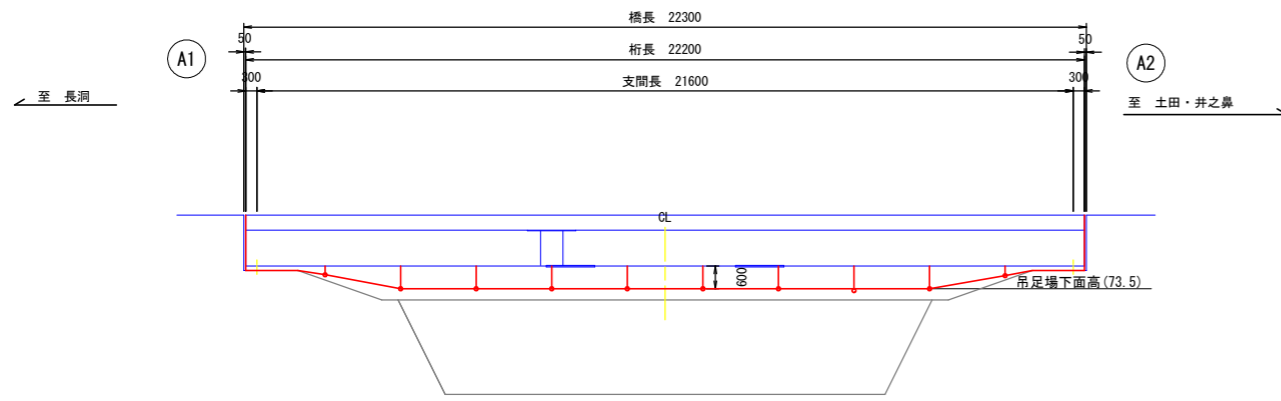 橋長 22300
50
50
A1
桁長 22200
A2
300
支間長 21600
300
至 長洞
至 土田・井之鼻
CL
600
吊足場下面高(73.5)